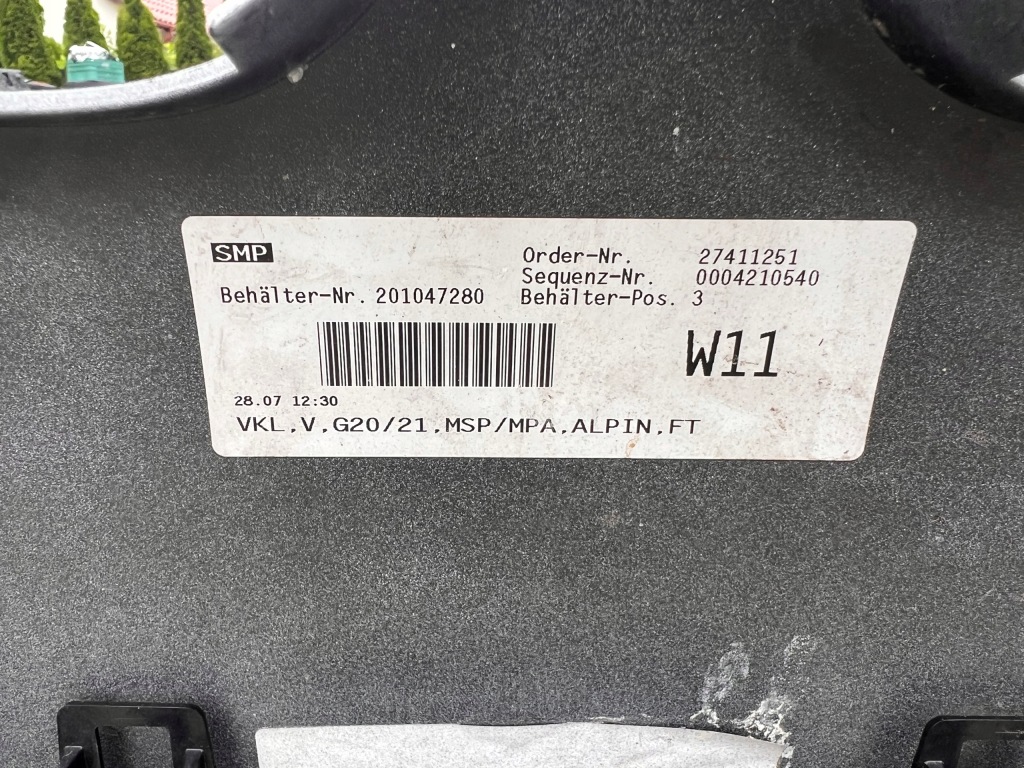 SMP
Order-Nr. 27411251
Sequenz-Nr. 0004210540
Behälter-Nr. 201047280 Behälter-Pos. 3
W11
28.07 12:30
VKL,V,G20/21,MSP/MPA,ALPIN,FT